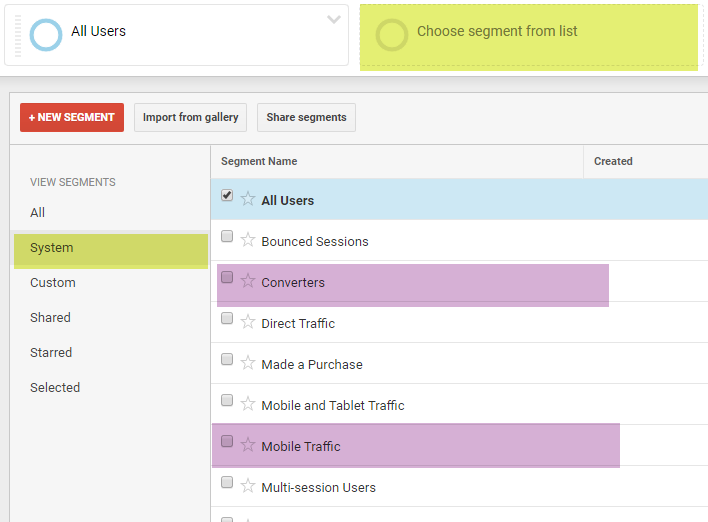 All Users
Choose segment from list
+ NEW SEGMENT
Import from gallery
Share segments
VIEW SEGMENTS
All
System
Custom
Shared
Starred
Selected
Segment Name
Created
All Users
Bounced Sessions
Converters
Direct Traffic
Made a Purchase
Mobile and Tablet Traffic
Mobile Traffic
Multi-session Users